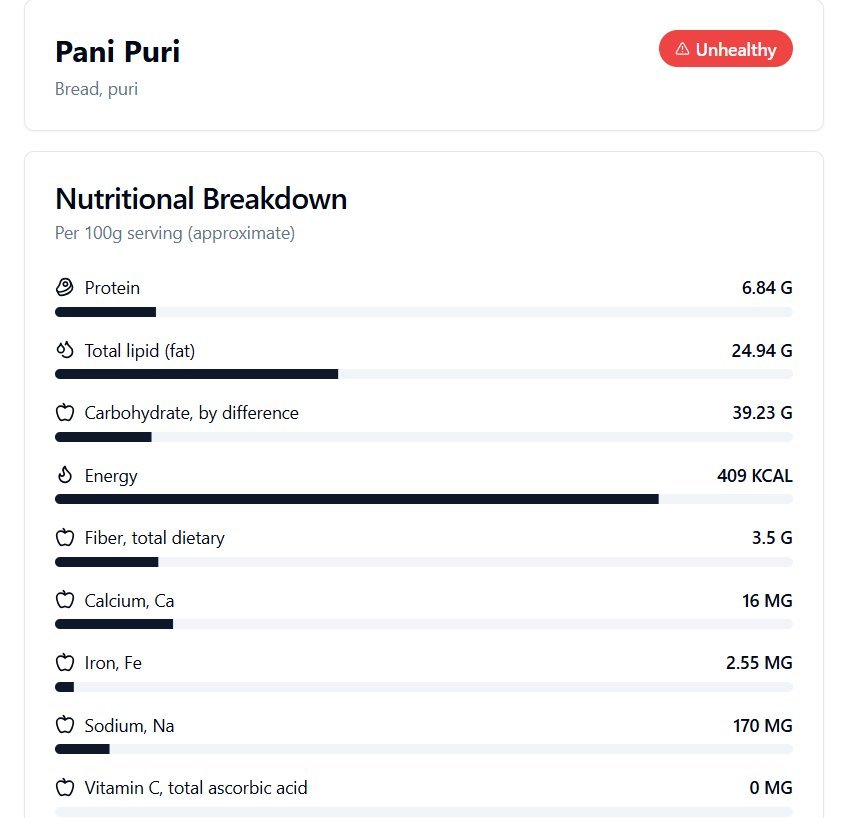 Pani Puri
Unhealthy
Bread, puri
Nutritional Breakdown
Per 100g serving (approximate)
Protein 6.84 G
Total lipid (fat) 24.94 G
Carbohydrate, by difference 39.23 G
Energy 409 KCAL
Fiber, total dietary 3.5 G
Calcium, Ca 16 MG
Iron, Fe 2.55 MG
Sodium, Na 170 MG
Vitamin C, total ascorbic acid 0 MG